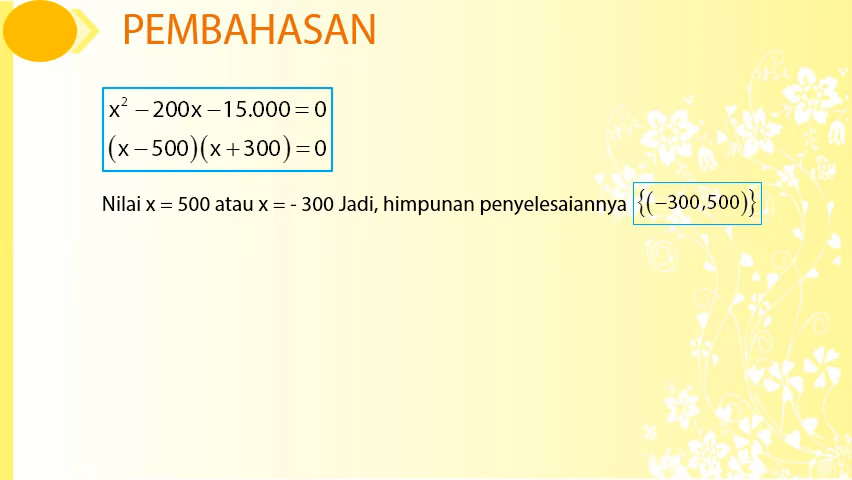 PEMBAHASAN
x² − 200x − 15.000 = 0
(x − 500)(x + 300) = 0
Nilai x = 500 atau x = - 300 Jadi, himpunan penyelesaiannya {(−300,500)}